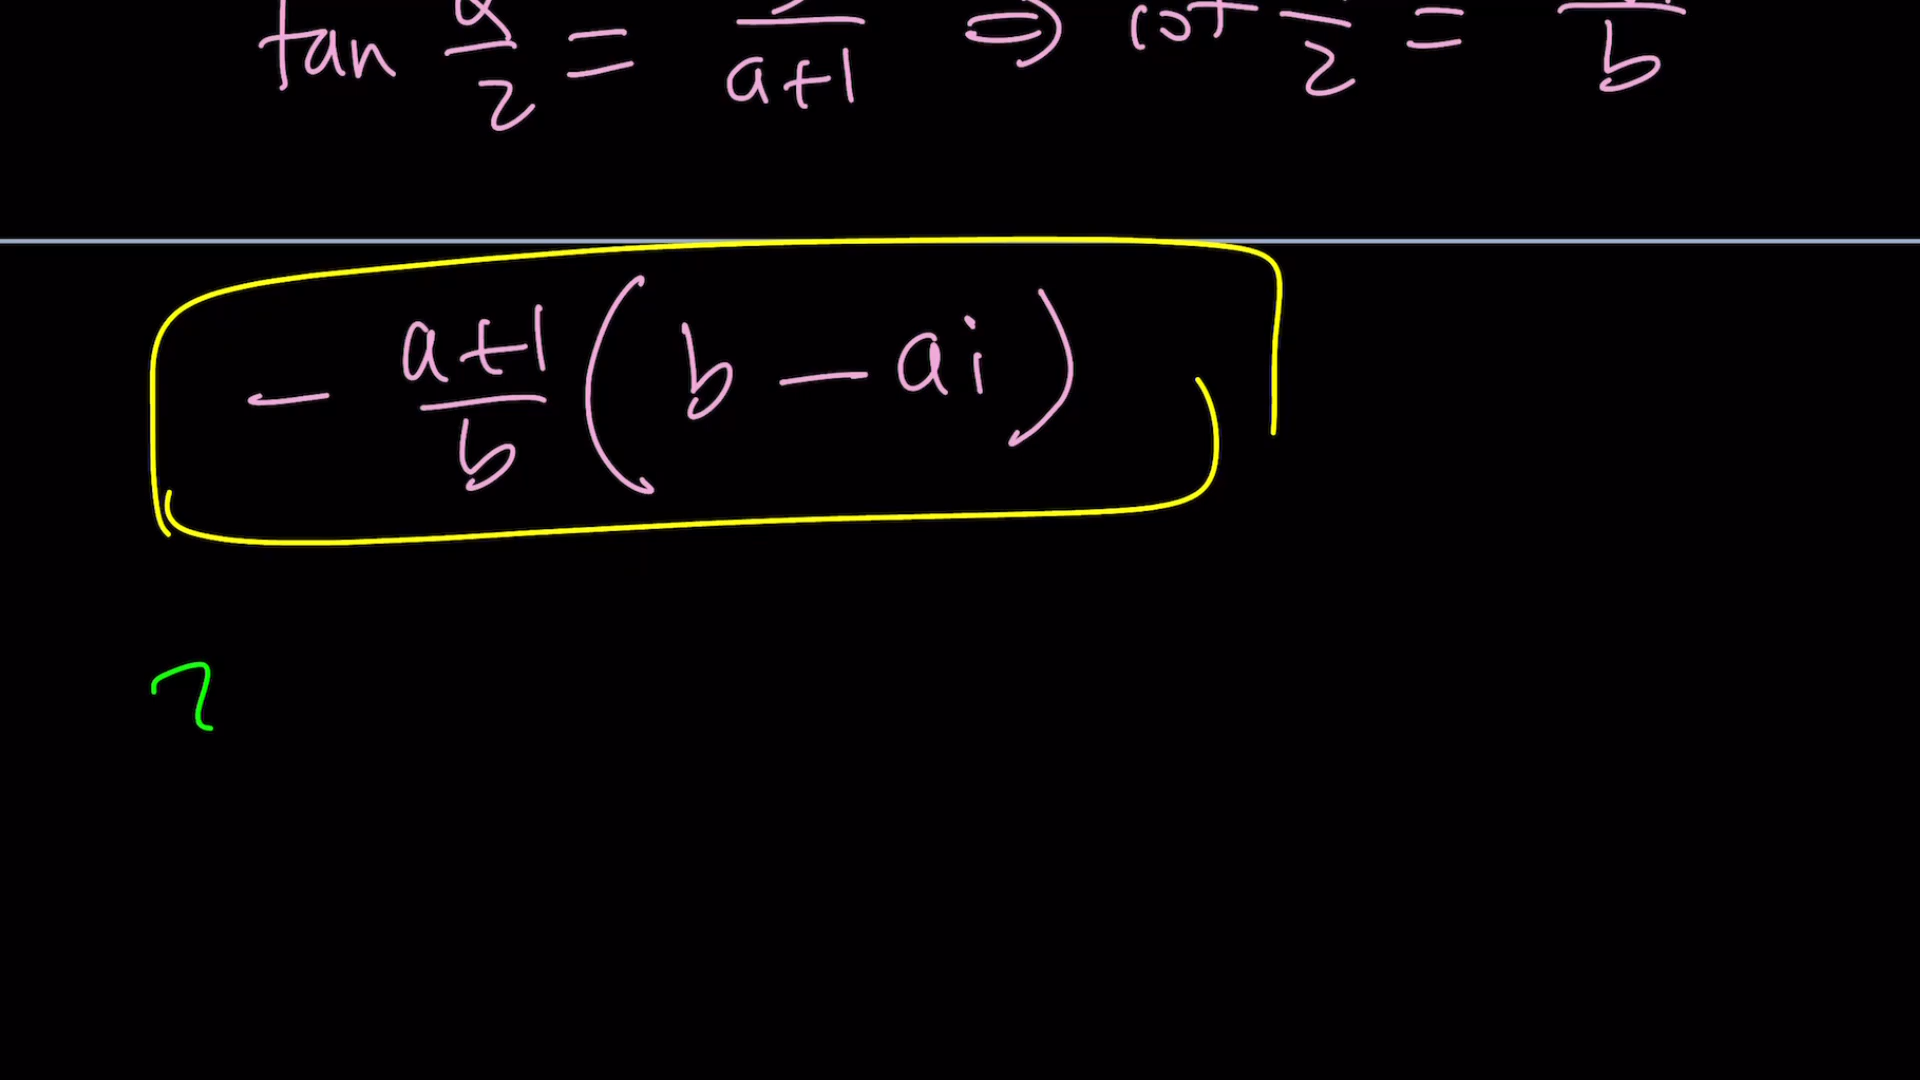 tan α/2 = /a+1 ⇒ cot /2 = /b
- a+1/b (b - ai)